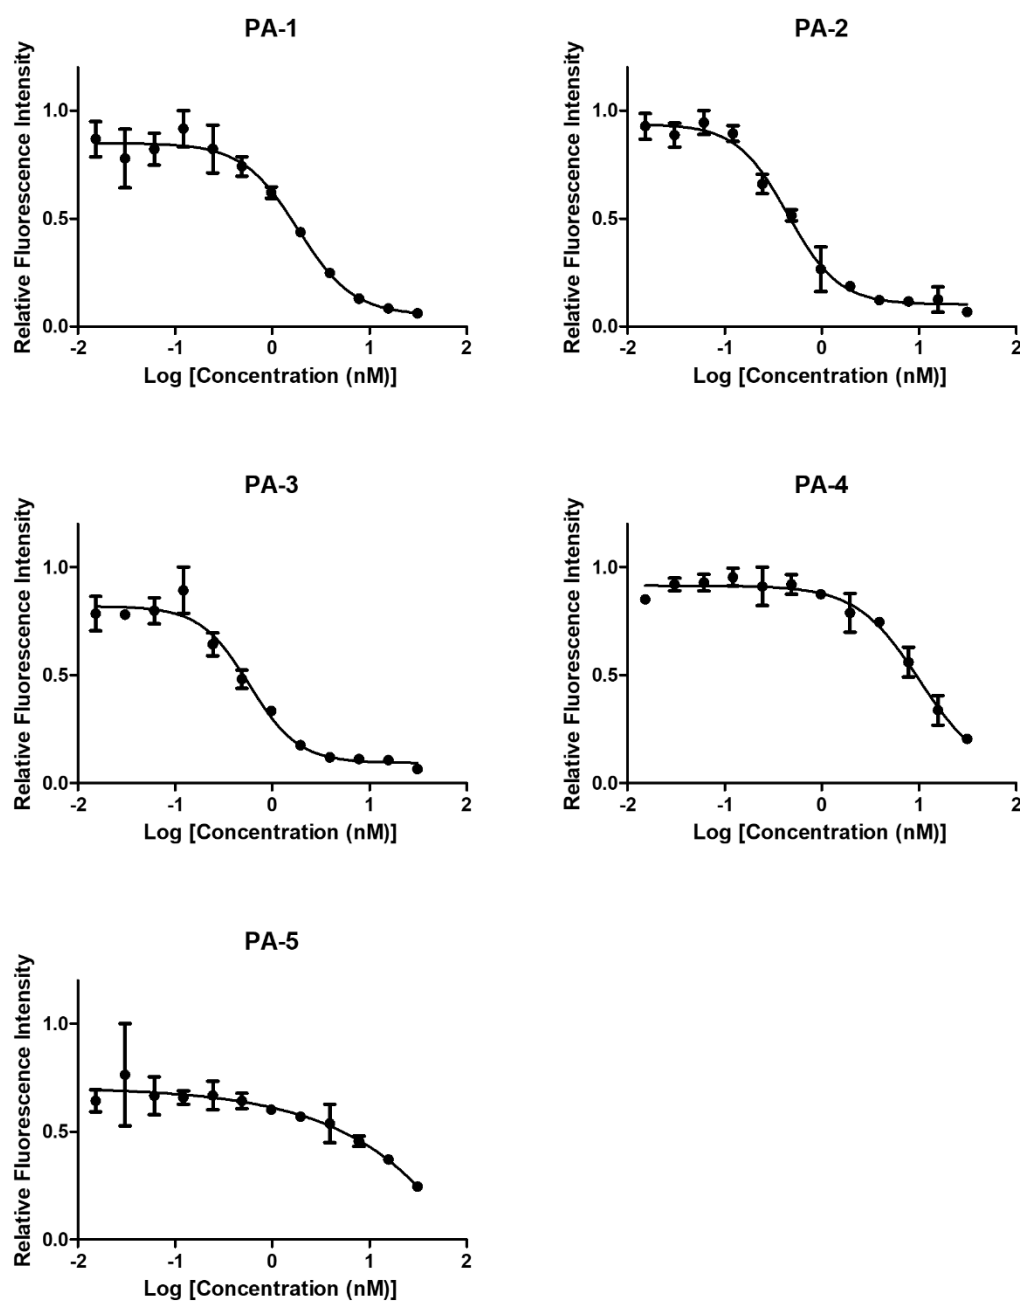 PA-1
Relative Fluorescence Intensity
1.0
0.5
0.0
-2 -1 0 1 2
Log [Concentration (nM)]
PA-2
Relative Fluorescence Intensity
1.0
0.5
0.0
-2 -1 0 1 2
Log [Concentration (nM)]
PA-3
Relative Fluorescence Intensity
1.0
0.5
0.0
-2 -1 0 1 2
Log [Concentration (nM)]
PA-4
Relative Fluorescence Intensity
1.0
0.5
0.0
-2 -1 0 1 2
Log [Concentration (nM)]
PA-5
Relative Fluorescence Intensity
1.0
0.5
0.0
-2 -1 0 1 2
Log [Concentration (nM)]